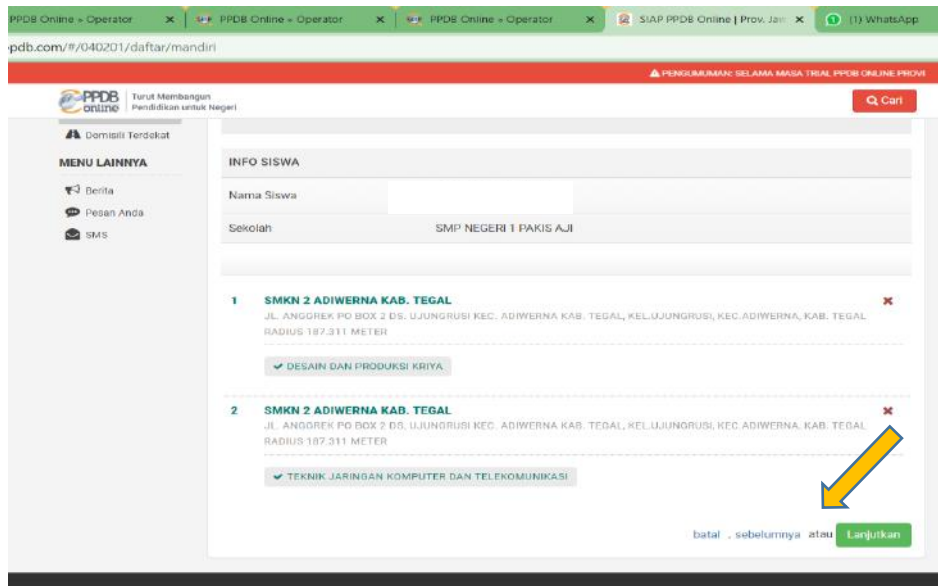 PPDB Online » Operator
PPDB Online » Operator
PPDB Online » Operator
SIAP PPDB Online | Prov. Jaw
(1) WhatsApp
pdb.com/#/040201/daftar/mandiri
PENGUMUMAN: SELAMA MASA TRIAL PPDB ONLINE PROVI
PPDB online
Turut Membangun
Pendidikan untuk Negeri
Cari
Domisili Terdekat
MENU LAINNYA
Berita
Pesan Anda
SMS
INFO SISWA
Nama Siswa
Sekolah SMP NEGERI 1 PAKIS AJI
1 SMKN 2 ADIWERNA KAB. TEGAL
JL. ANGGREK PO BOX 2 DS. UJUNGRUSI KEC. ADIWERNA KAB. TEGAL, KEL.UJUNGRUSI, KEC.ADIWERNA, KAB. TEGAL
RADIUS 187.311 METER
DESAIN DAN PRODUKSI KRIYA
2 SMKN 2 ADIWERNA KAB. TEGAL
JL. ANGGREK PO BOX 2 DS. UJUNGRUSI KEC. ADIWERNA KAB. TEGAL, KEL.UJUNGRUSI, KEC.ADIWERNA, KAB. TEGAL
RADIUS 187.311 METER
TEKNIK JARINGAN KOMPUTER DAN TELEKOMUNIKASI
batal , sebelumnya atau Lanjutkan